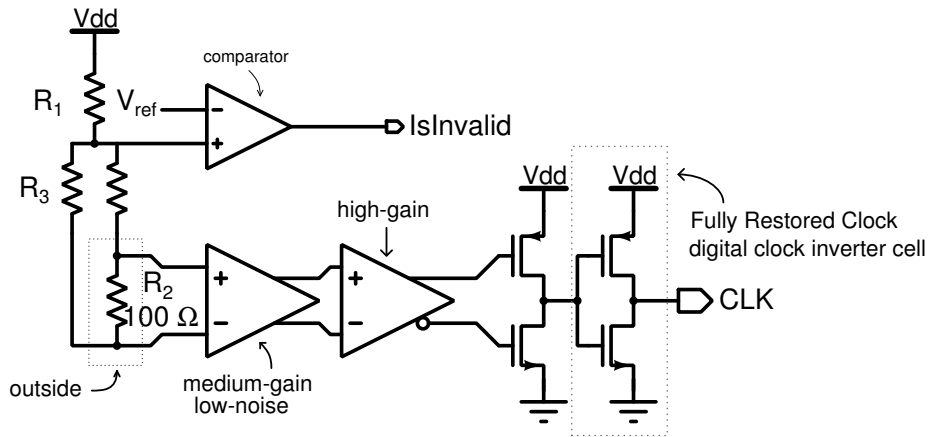 Vdd
comparator
R1
Vref
−
+
IsInvalid
R3
Vdd
Vdd
high-gain
Fully Restored Clock
digital clock inverter cell
R2
100 Ω
+
−
+
−
CLK
outside
medium-gain
low-noise